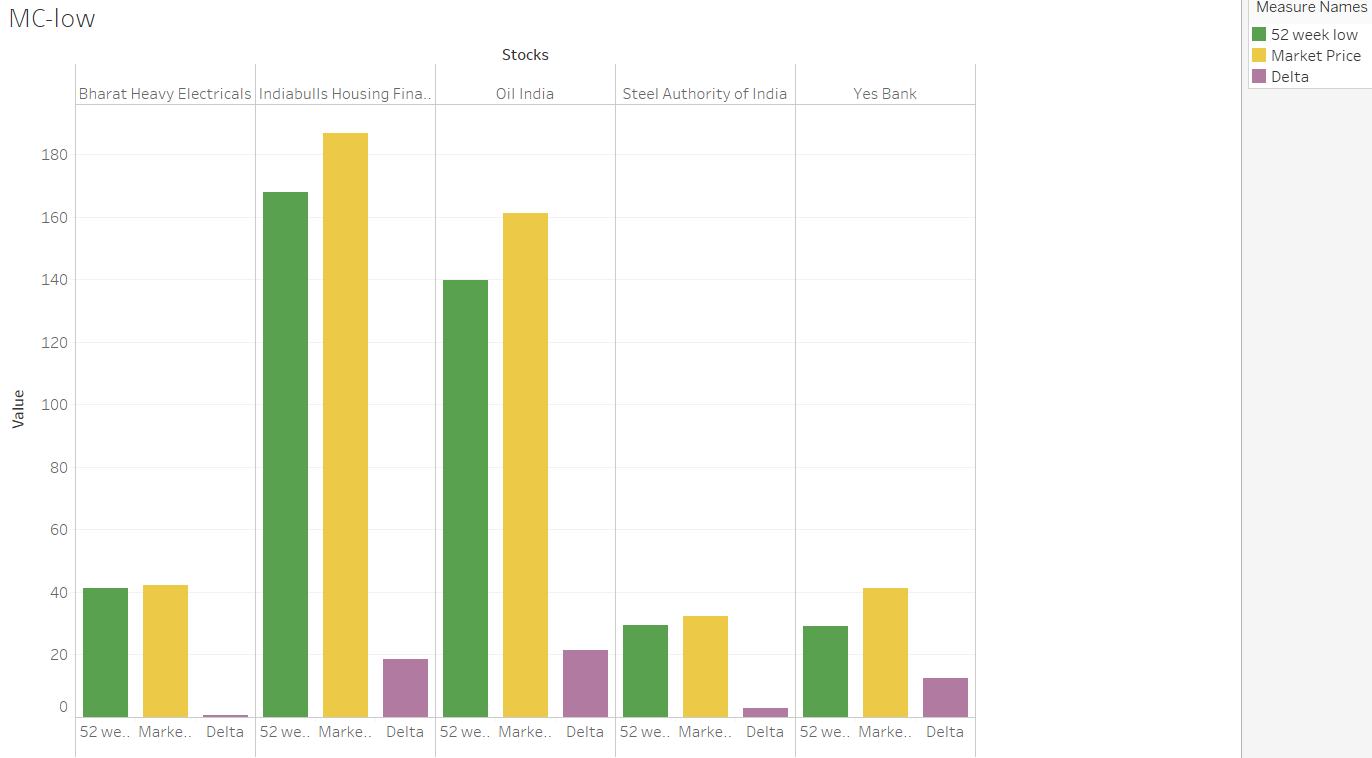 MC-low
Measure Names
52 week low
Market Price
Delta
Stocks
Bharat Heavy Electricals Indiabulls Housing Fina.. Oil India Steel Authority of India Yes Bank
180
160
140
120
100
80
60
40
20
0
Value
52 we.. Marke.. Delta 52 we.. Marke.. Delta 52 we.. Marke.. Delta 52 we.. Marke.. Delta 52 we.. Marke.. Delta